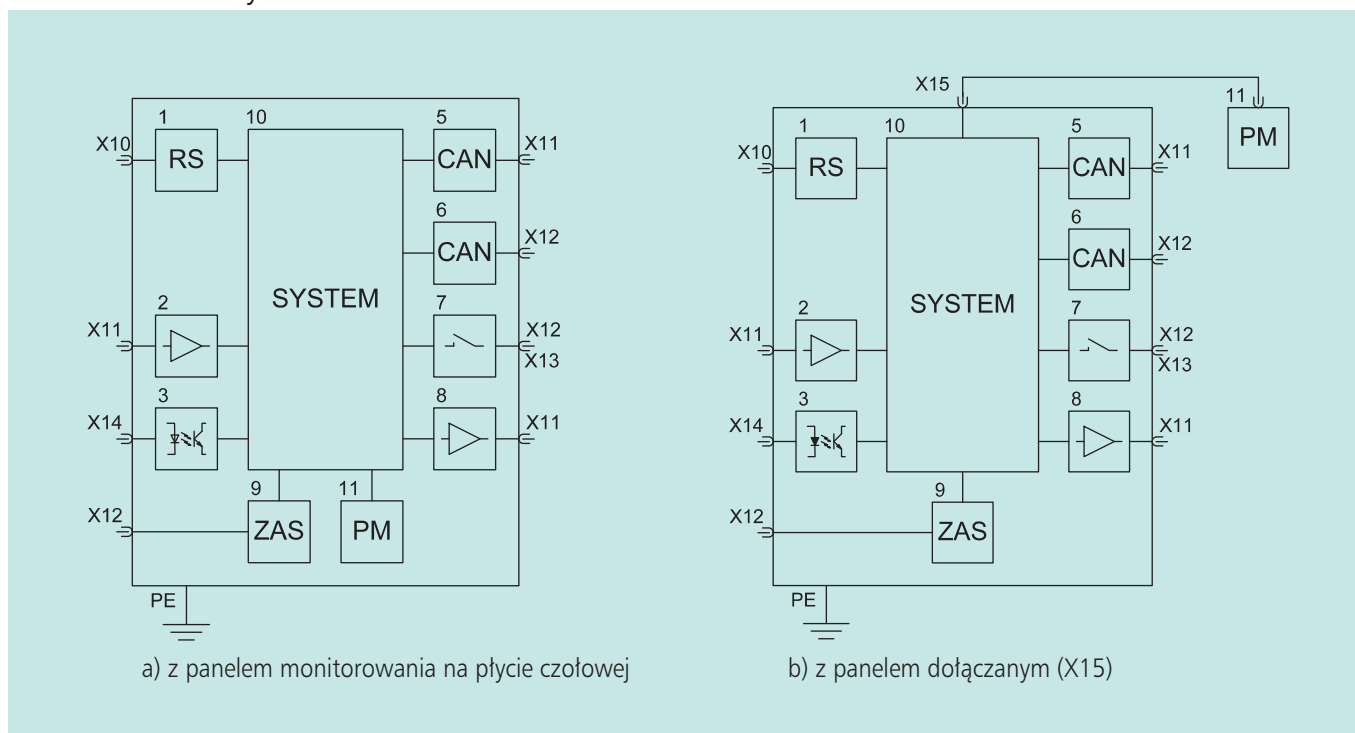 1 10 5
X10 RS CAN X11
6
CAN X12
SYSTEM
2 7
X11 X12
X13
3 8
X14 X11
9 11
X12 ZAS PM
PE
a) z panelem monitorowania na płycie czołowej
X15
11
PM
1 10 5
X10 RS CAN X11
6
CAN X12
SYSTEM
2 7
X11 X12
X13
3 8
X14 X11
9
X12 ZAS
PE
b) z panelem dołączanym (X15)